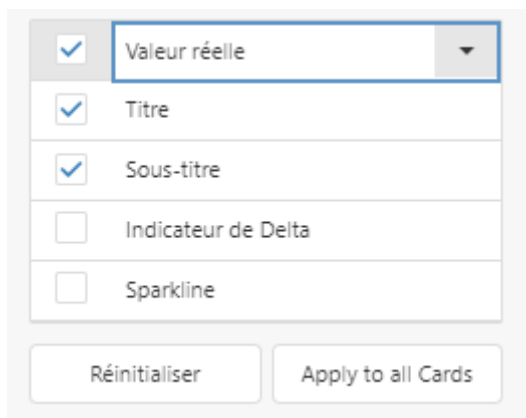 Valeur réelle
Titre
Sous-titre
Indicateur de Delta
Sparkline
Réinitialiser
Apply to all Cards